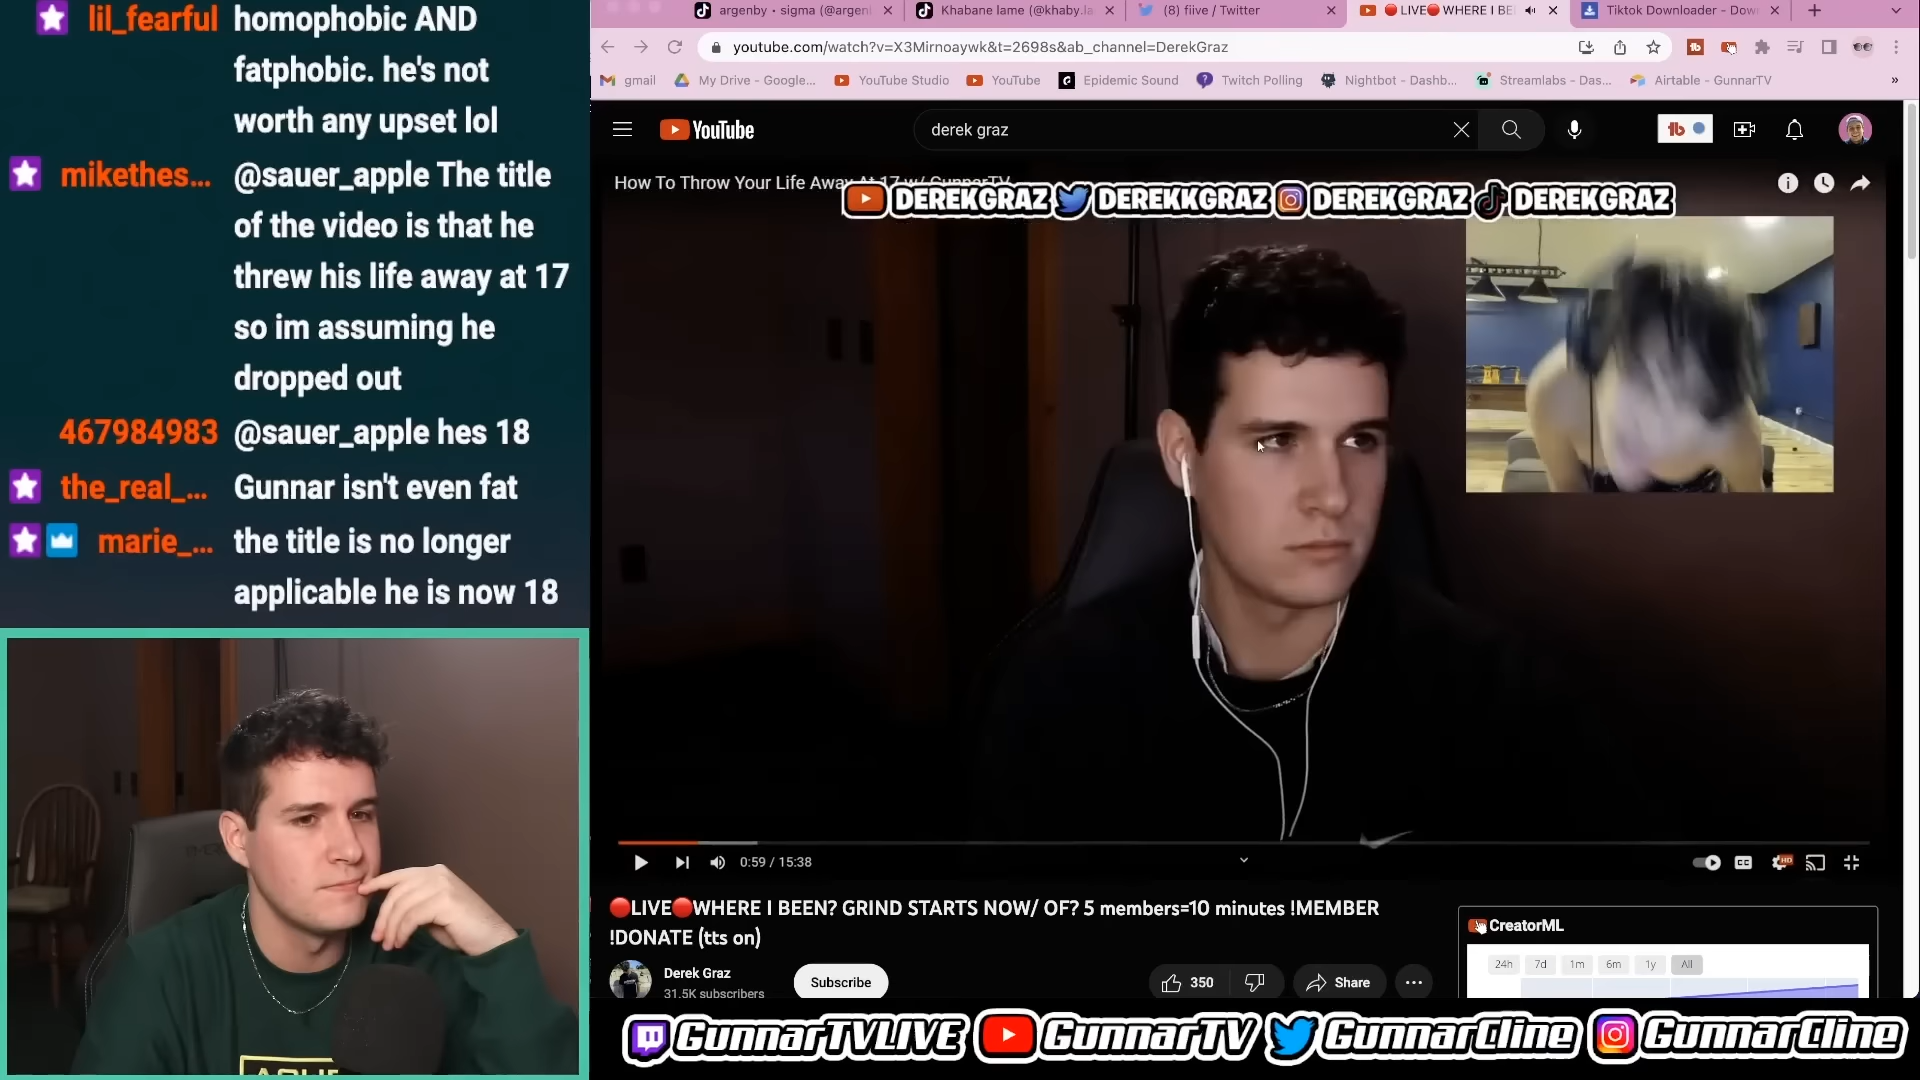 lil_fearful homophobic AND
fatphobic. he's not
worth any upset lol
mikethes... @sauer_apple The title
of the video is that he
threw his life away at 17
so im assuming he
dropped out
467984983 @sauer_apple hes 18
the_real_... Gunnar isn't even fat
marie_... the title is no longer
applicable he is now 18
argenby • sigma (@argen
Khabane lame (@khaby.la
(8) fiive / Twitter
LIVE WHERE I BE
Tiktok Downloader - Dow
youtube.com/watch?v=X3Mirnoaywk&t=2698s&ab_channel=DerekGraz
gmail
My Drive - Google...
YouTube Studio
YouTube
Epidemic Sound
Twitch Polling
Nightbot - Dashb...
Streamlabs - Das...
Airtable - GunnarTV
»
YouTube
derek graz
How To Throw Your Life Away At 17 w/ GunnarTV
DEREKGRAZ DEREKKGRAZ DEREKGRAZ DEREKGRAZ
0:59 / 15:38
CC
HD
🔴LIVE🔴WHERE I BEEN? GRIND STARTS NOW/ OF? 5 members=10 minutes !MEMBER
!DONATE (tts on)
Derek Graz
31.5K subscribers
Subscribe
350
Share
CreatorML
24h 7d 1m 6m 1y All
GunnarTVLIVE GunnarTV GunnarCline GunnarCline